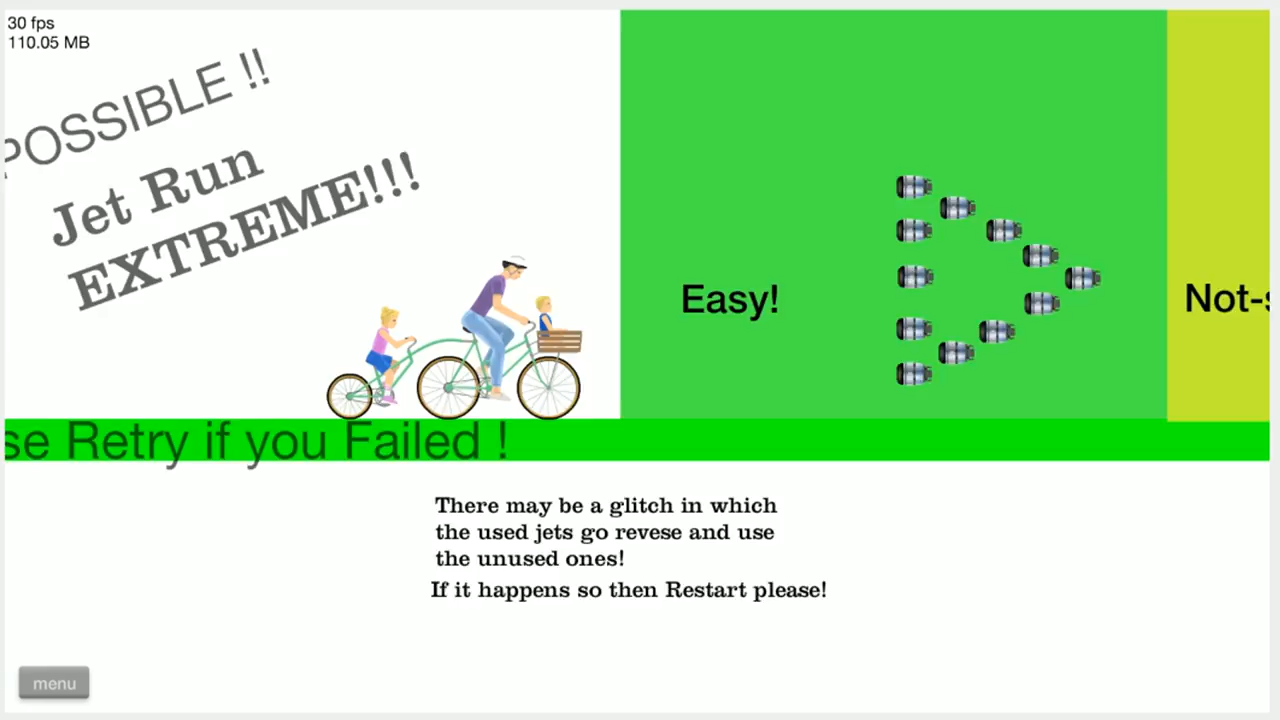 30 fps
110.05 MB
POSSIBLE !!
Jet Run
EXTREME!!!
Easy!
Not-s
se Retry if you Failed !
There may be a glitch in which
the used jets go revese and use
the unused ones!
If it happens so then Restart please!
menu